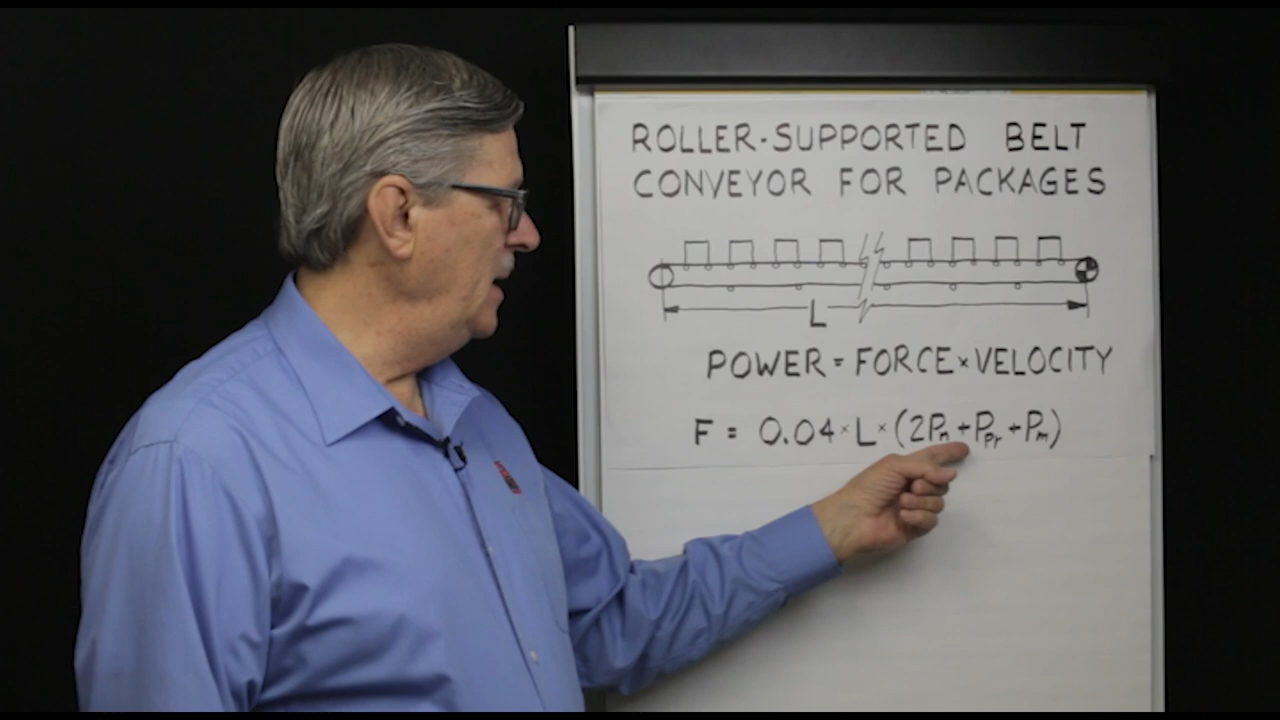 ROLLER-SUPPORTED BELT
CONVEYOR FOR PACKAGES
L
POWER = FORCE × VELOCITY
F = 0.04 × L × (2Pn + Ppr + Pm)